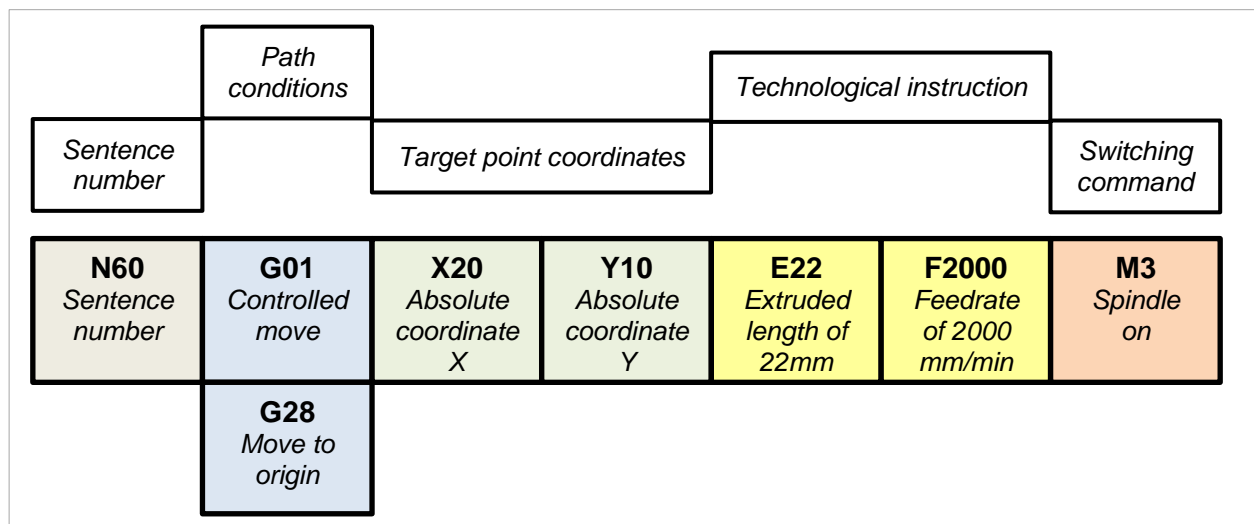 Path
conditions
Technological instruction
Sentence
number
Target point coordinates
Switching
command
N60
Sentence
number
G01
Controlled
move
X20
Absolute
coordinate
X
Y10
Absolute
coordinate
Y
E22
Extruded
length of
22mm
F2000
Feedrate
of 2000
mm/min
M3
Spindle
on
G28
Move to
origin